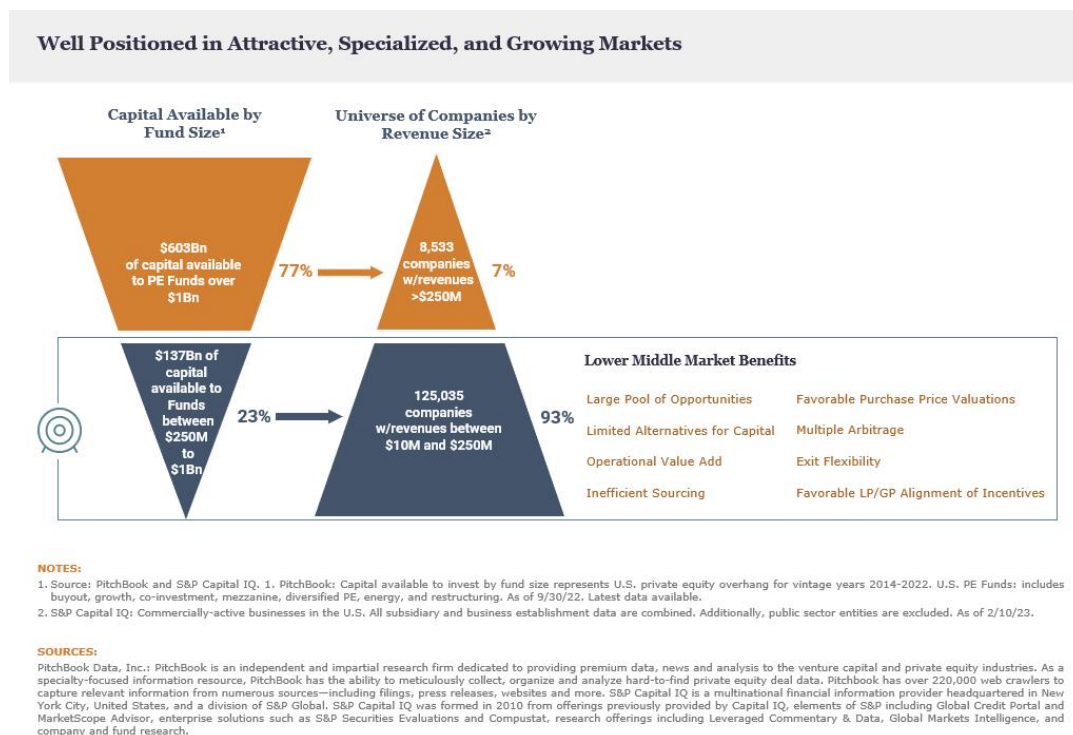 Well Positioned in Attractive, Specialized, and Growing Markets
Capital Available by
Fund Size¹
Universe of Companies by
Revenue Size²
$603Bn
of capital available
to PE Funds over
$1Bn
77%
8,533
companies
w/revenues
>$250M
7%
$137Bn of
capital
available to
Funds
between
$250M
to
$1Bn
23%
125,035
companies
w/revenues between
$10M and $250M
93%
Lower Middle Market Benefits
Large Pool of Opportunities
Favorable Purchase Price Valuations
Limited Alternatives for Capital
Multiple Arbitrage
Operational Value Add
Exit Flexibility
Inefficient Sourcing
Favorable LP/GP Alignment of Incentives
NOTES:
1. Source: PitchBook and S&P Capital IQ. 1. PitchBook: Capital available to invest by fund size represents U.S. private equity overhang for vintage years 2014-2022. U.S. PE Funds: includes
buyout, growth, co-investment, mezzanine, diversified PE, energy, and restructuring. As of 9/30/22. Latest data available.
2. S&P Capital IQ: Commercially-active businesses in the U.S. All subsidiary and business establishment data are combined. Additionally, public sector entities are excluded. As of 2/10/23.
SOURCES:
PitchBook Data, Inc.: PitchBook is an independent and impartial research firm dedicated to providing premium data, news and analysis to the venture capital and private equity industries. As a
specialty-focused information resource, PitchBook has the ability to meticulously collect, organize and analyze hard-to-find private equity deal data. Pitchbook has over 220,000 web crawlers to
capture relevant information from numerous sources—including filings, press releases, websites and more. S&P Capital IQ is a multinational financial information provider headquartered in New
York City, United States, and a division of S&P Global. S&P Capital IQ was formed in 2010 from offerings previously provided by Capital IQ, elements of S&P including Global Credit Portal and
MarketScope Advisor, enterprise solutions such as S&P Securities Evaluations and Compustat, research offerings including Leveraged Commentary & Data, Global Markets Intelligence, and
company and fund research.